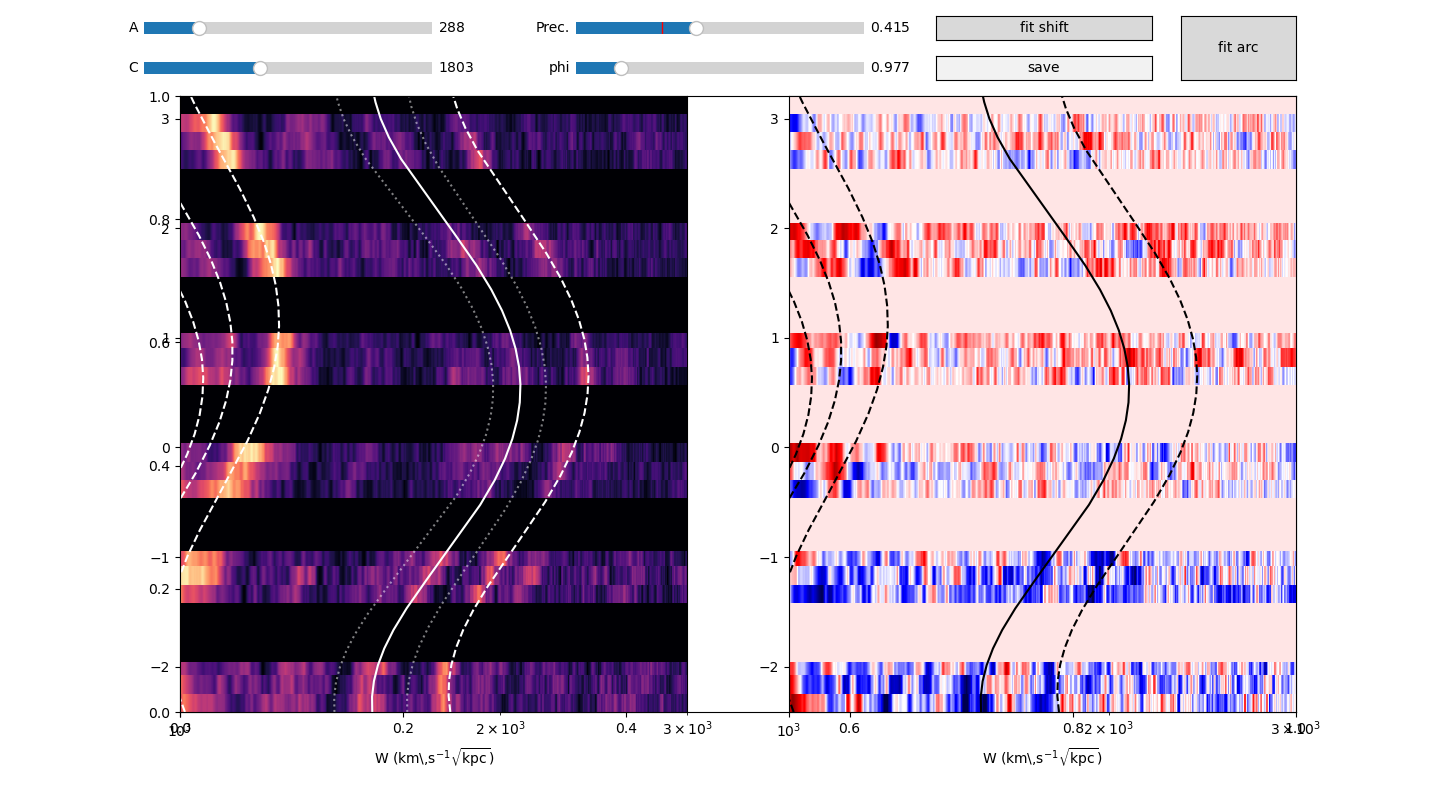 A 288 Prec. 0.415 fit shift fit arc
C 1803 phi 0.977 save
1.0
3 3
0.8
2 2
1 1
0.6
0 0
0.4
−1 −1
0.2
−2 −2
0.0
0.0 0.2 0.4 0.6 0.8 1.0
10³ 2 × 10³ 3 × 10³ 10³ 2 × 10³ 3 × 10³
W (km\,s⁻¹√kpc) W (km\,s⁻¹√kpc)